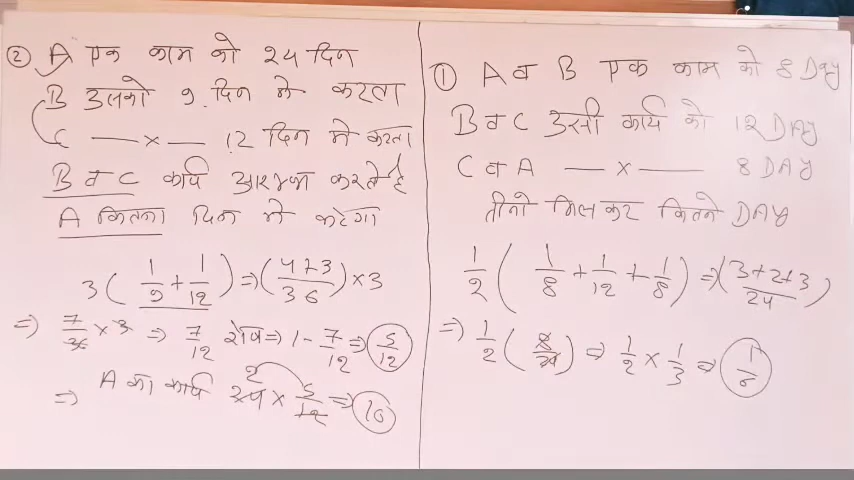 ② A एक काम को 24 दिन
B उसको 9 दिन मे करता
C —— × —— 12 दिन मे करता
B व C कार्य आरम्भ करते है
A कितना दिन मे करेगा
3 ( 1/9 + 1/12 ) ⇒ ( 4+3/36 ) × 3
⇒ 7/36 × 3 ⇒ 7/12 शेष ⇒ 1 - 7/12 ⇒ 5/12
⇒ A का कार्य 24 × 5/12 ⇒ 10
2
① A व B एक काम को 8 Day
B व C उसी कार्य को 12 DAY
C व A —— × —— 8 DAY
तीनो मिलकर कितने DAY
1/2 ( 1/8 + 1/12 + 1/8 ) ⇒ ( 3+2+3/24 )
⇒ 1/2 ( 8/24 ) ⇒ 1/2 × 1/3 ⇒ 1/6